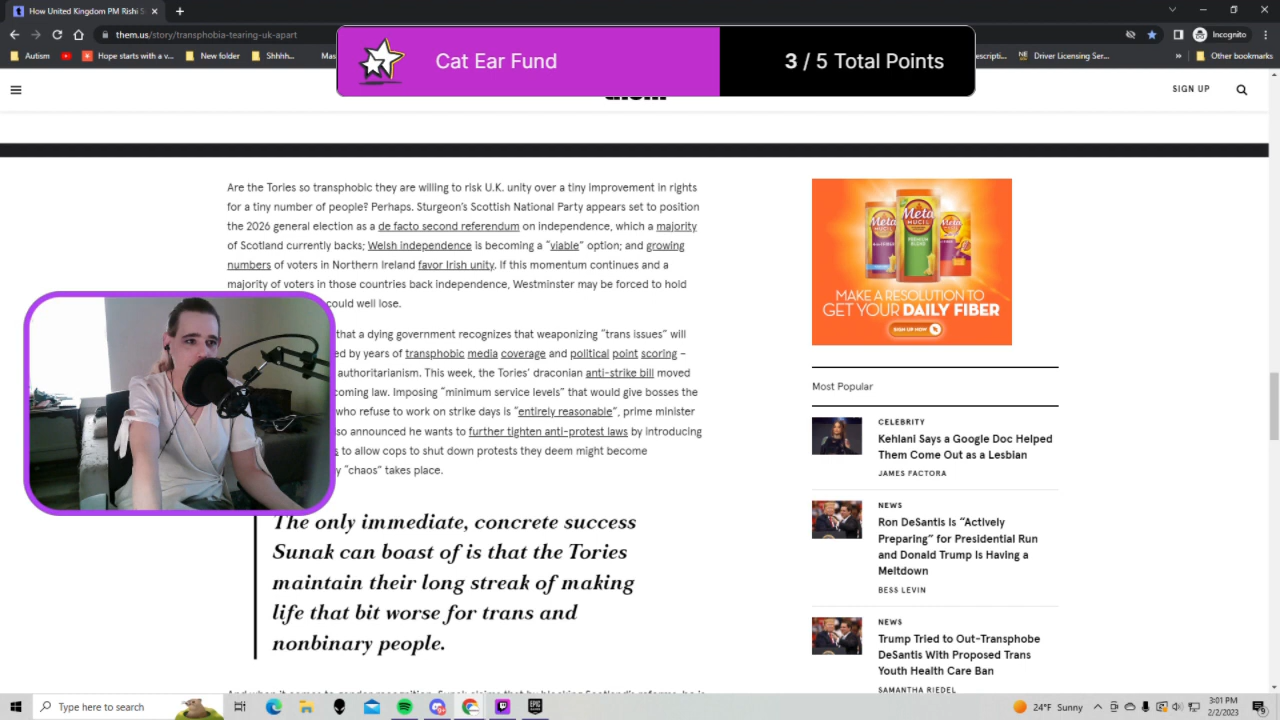 How Westminster Is
them.us/story/transphobia-tearing-uk-apart
Incognito
Autism
Hope starts with a v...
New folder
Shhhh...
Driver Licensing Ser...
Other bookmarks
Cat Ear Fund
3 / 5 Total Points
SIGN UP
Are the Tories so transphobic they are willing to risk U.K. unity over a tiny improvement in rights
for a tiny number of people? Perhaps. Sturgeon's Scottish National Party appears set to position
the 2026 general election as a de facto second referendum on independence, which a majority
of Scotland currently backs; Welsh independence is becoming a "viable" option; and growing
numbers of voters in Northern Ireland favor Irish unity. If this momentum continues and a
majority of voters in those countries back independence, Westminster may be forced to hold
could well lose.
that a dying government recognizes that weaponizing "trans issues" will
ed by years of transphobic media coverage and political point scoring –
authoritarianism. This week, the Tories' draconian anti-strike bill moved
coming law. Imposing "minimum service levels" that would give bosses the
who refuse to work on strike days is "entirely reasonable", prime minister
so announced he wants to further tighten anti-protest laws by introducing
s to allow cops to shut down protests they deem might become
y "chaos" takes place.
The only immediate, concrete success
Sunak can boast of is that the Tories
maintain their long streak of making
life that bit worse for trans and
nonbinary people.
Meta
MUCIL
PREMIUM
BLEND
MAKE A RESOLUTION TO
GET YOUR DAILY FIBER
SIGN UP NOW
Most Popular
CELEBRITY
Kehlani Says a Google Doc Helped
Them Come Out as a Lesbian
JAMES FACTORA
NEWS
Ron DeSantis Is "Actively
Preparing" for Presidential Run
and Donald Trump Is Having a
Meltdown
BESS LEVIN
NEWS
Trump Tried to Out-Transphobe
DeSantis With Proposed Trans
Youth Health Care Ban
SAMANTHA RIEDEL
Type here to search
24°F Sunny
3:01 PM
2/2/2023